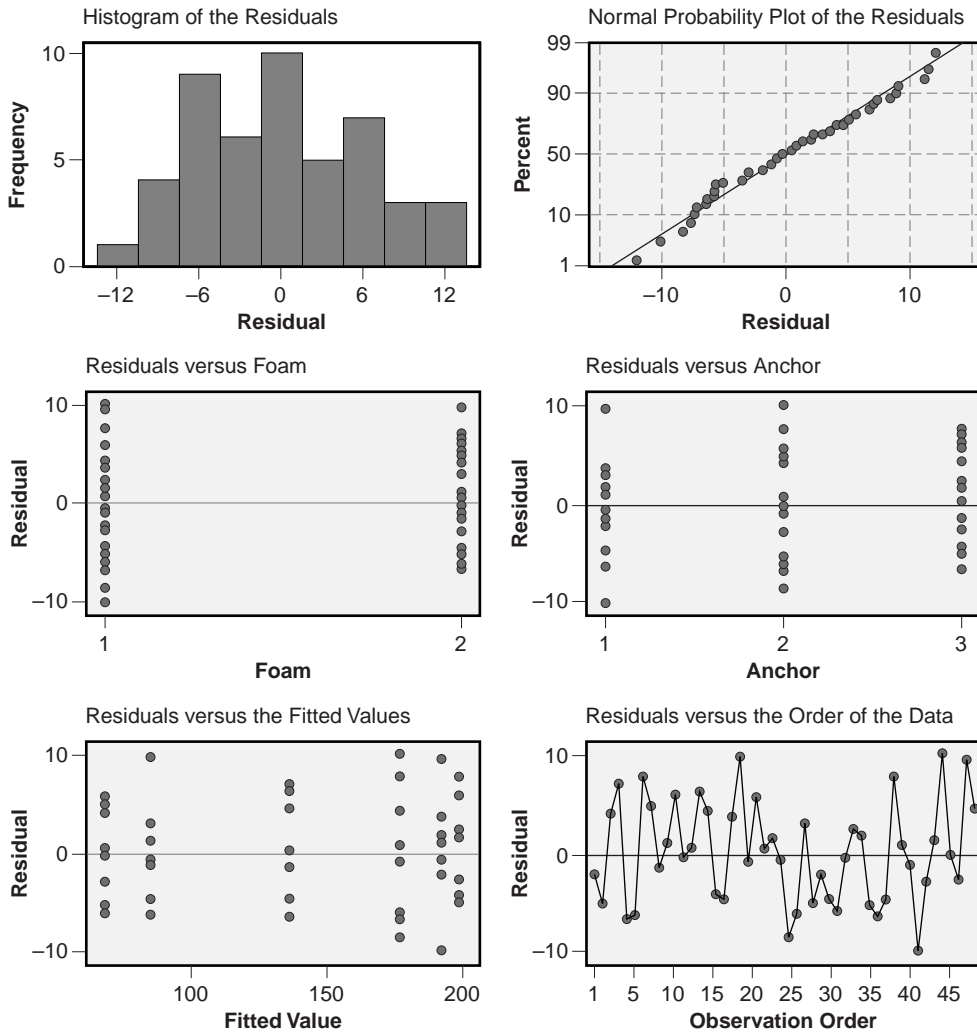 Histogram of the Residuals
Frequency
10
5
0
–12 –6 0 6 12
Residual
Normal Probability Plot of the Residuals
Percent
99
90
50
10
1
–10 0 10
Residual
Residuals versus Foam
Residual
10
0
–10
1 2
Foam
Residuals versus Anchor
Residual
10
0
–10
1 2 3
Anchor
Residuals versus the Fitted Values
Residual
10
0
–10
100 150 200
Fitted Value
Residuals versus the Order of the Data
Residual
10
0
–10
1 5 10 15 20 25 30 35 40 45
Observation Order